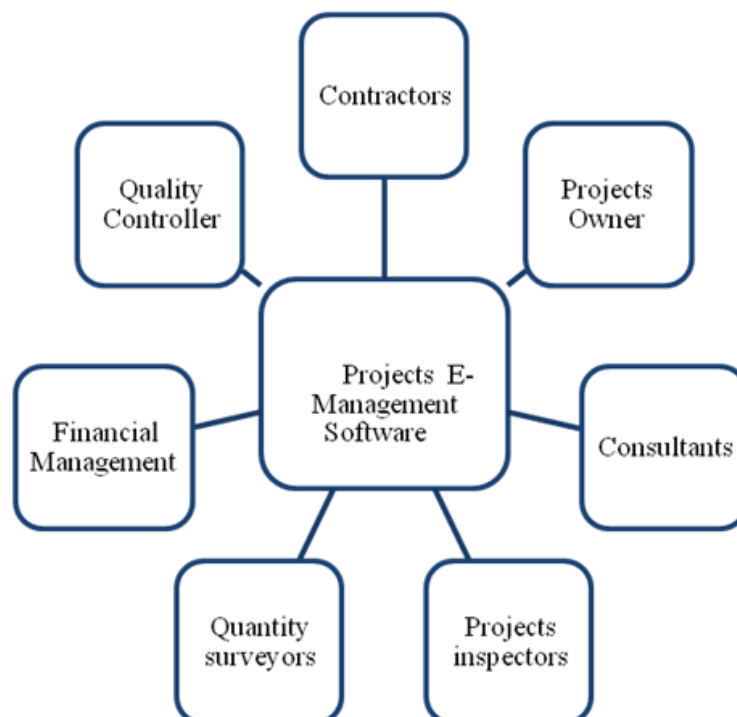 Contractors
Quality
Controller
Projects
Owner
Projects E-
Management
Software
Financial
Management
Consultants
Quantity
surveyors
Projects
inspectors